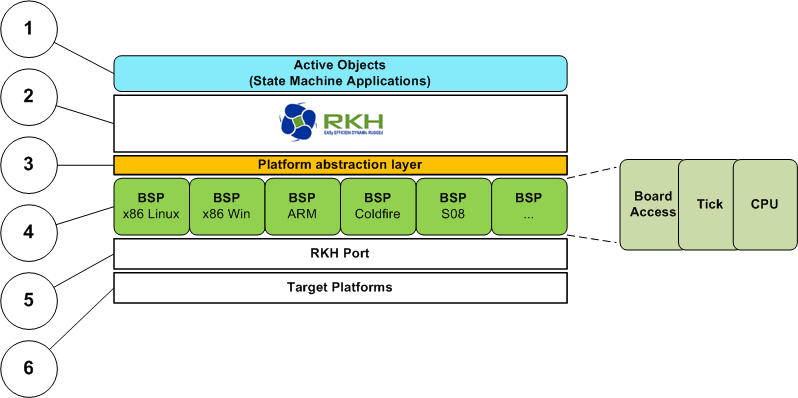 1
Active Objects
(State Machine Applications)
2
RKH
EASy EFFICIEN DYNAMIc RUGGEd
3
Platform abstraction layer
4
BSP
x86 Linux
BSP
x86 Win
BSP
ARM
BSP
Coldfire
BSP
S08
BSP
...
Board
Access
Tick
CPU
5
RKH Port
6
Target Platforms